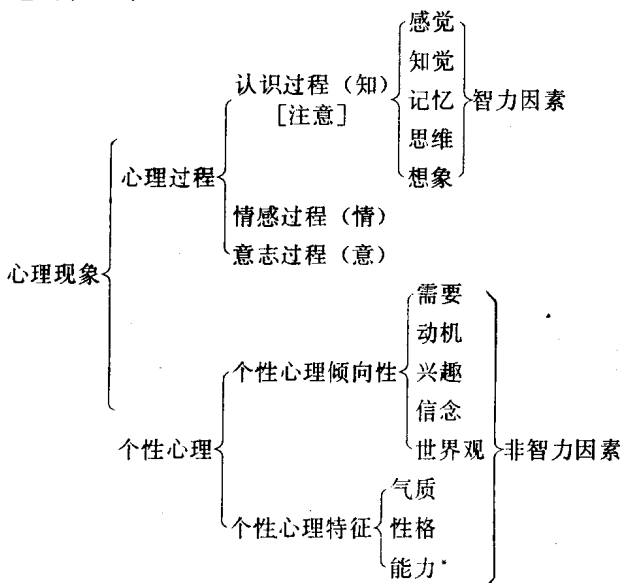 感觉
知觉
认识过程（知）
记忆
智力因素
［注意］
思维
心理过程
想象
情感过程（情）
意志过程（意）
心理现象
需要
动机
个性心理倾向性
兴趣
信念
个性心理
世界观
非智力因素
气质
个性心理特征
性格
能力